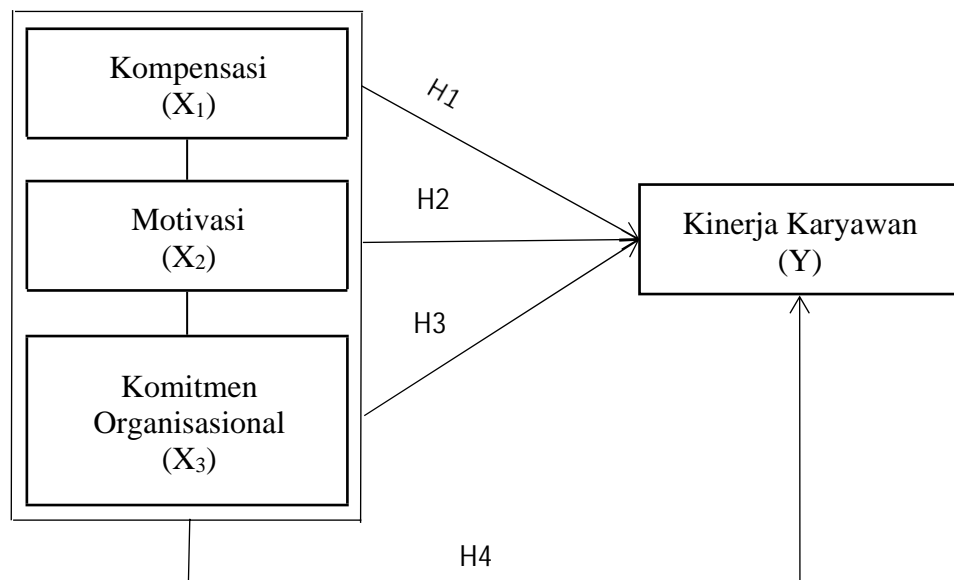 Kompensasi
(X₁)
H1
Motivasi
(X₂)
H2
Kinerja Karyawan
(Y)
H3
Komitmen
Organisasional
(X₃)
H4